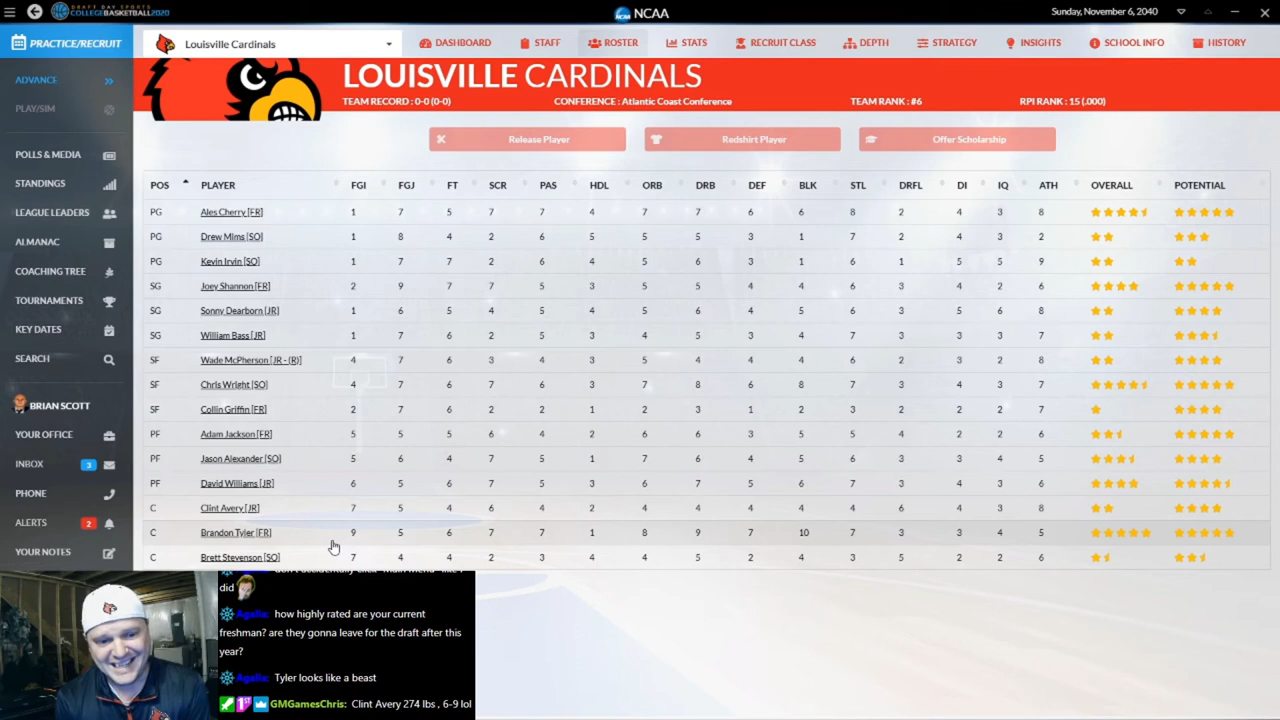 DRAFT DAY SPORTS
COLLEGE BASKETBALL 2020
NCAA
Sunday, November 6, 2040
PRACTICE/RECRUIT
Louisville Cardinals
DASHBOARD STAFF ROSTER STATS RECRUIT CLASS DEPTH STRATEGY INSIGHTS SCHOOL INFO HISTORY
ADVANCE
PLAY/SIM
POLLS & MEDIA
STANDINGS
LEAGUE LEADERS
ALMANAC
COACHING TREE
TOURNAMENTS
KEY DATES
SEARCH
BRIAN SCOTT
YOUR OFFICE
INBOX 3
PHONE
ALERTS 2
YOUR NOTES
LOUISVILLE CARDINALS
TEAM RECORD : 0-0 (0-0) CONFERENCE : Atlantic Coast Conference TEAM RANK : #6 RPI RANK : 15 (.000)
Release Player Redshirt Player Offer Scholarship
POS PLAYER FGI FGJ FT SCR PAS HDL ORB DRB DEF BLK STL DRFL DI IQ ATH OVERALL POTENTIAL
PG Ales Cherry [FR] 1 7 5 7 7 4 7 7 6 6 8 2 4 3 8
PG Drew Mims [SO] 1 8 4 2 6 5 5 5 3 1 7 2 4 3 2
PG Kevin Irvin [SO] 1 7 7 2 6 4 5 6 3 1 6 1 5 5 9
SG Joey Shannon [FR] 2 9 7 7 5 3 5 5 4 4 6 3 4 2 6
SG Sonny Dearborn [JR] 1 6 5 4 5 4 5 6 4 5 6 3 5 6 8
SG William Bass [JR] 1 7 6 2 5 3 4 5 4 4 5 3 3 3 7
SF Wade McPherson [JR - (R)] 4 7 6 3 4 3 5 4 4 4 6 2 3 2 8
SF Chris Wright [SO] 4 7 6 7 6 3 7 8 6 8 7 3 4 3 7
SF Collin Griffin [FR] 2 7 6 2 2 1 2 3 1 2 3 2 2 2 7
PF Adam Jackson [FR] 5 5 5 6 4 2 6 6 3 5 5 4 2 2 6
PF Jason Alexander [SO] 5 6 4 7 5 1 7 6 4 7 6 3 3 4 5
PF David Williams [JR] 6 5 6 7 5 3 6 7 5 6 7 3 4 3 6
C Clint Avery [JR] 7 5 4 6 4 2 4 4 4 4 4 6 4 3 8
C Brandon Tyler [FR] 9 5 6 7 7 1 8 9 7 10 7 3 3 4 5
C Brett Stevenson [SO] 7 4 4 2 3 4 4 5 2 4 3 5 2 2 6
did
Agelia: how highly rated are your current
freshman? are they gonna leave for the draft after this
year?
Agelia: Tyler looks like a beast
GMGamesChris: Clint Avery 274 lbs , 6-9 lol